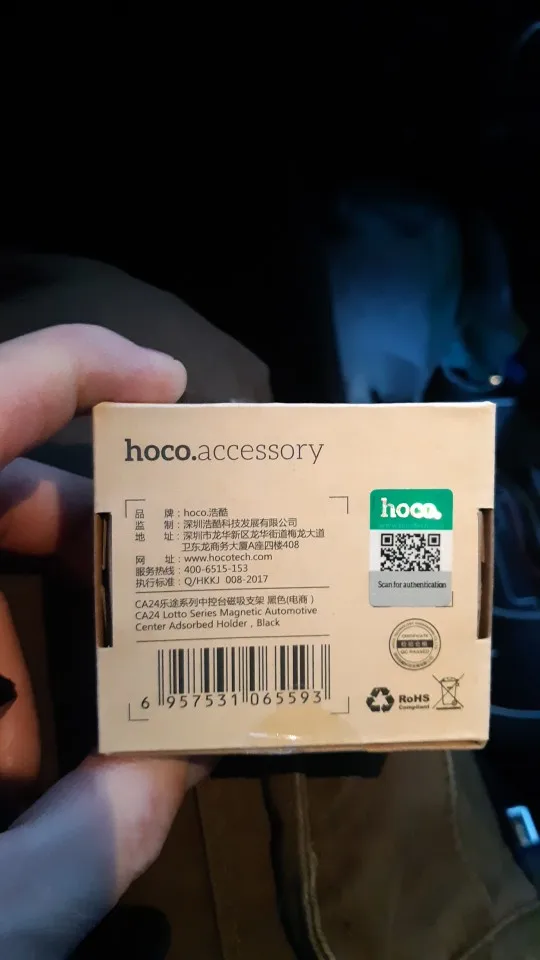 hoco.accessory
品 牌：hoco.浩酷
监 制：深圳浩酷科技发展有限公司
地 址：深圳市龙华新区龙华街道梅龙大道
卫东龙商务大厦A座四楼408
网 址：www.hocotech.com
服务热线：400-6515-153
执行标准：Q/HKKJ 008-2017
CA24乐途系列中控台磁吸支架 黑色(电商)
CA24 Lotto Series Magnetic Automotive
Center Adsorbed Holder , Black
6 957531 065593
hoco.
Scan for authentication
CERTIFICATE
QC PASSED
RoHS
Compliant